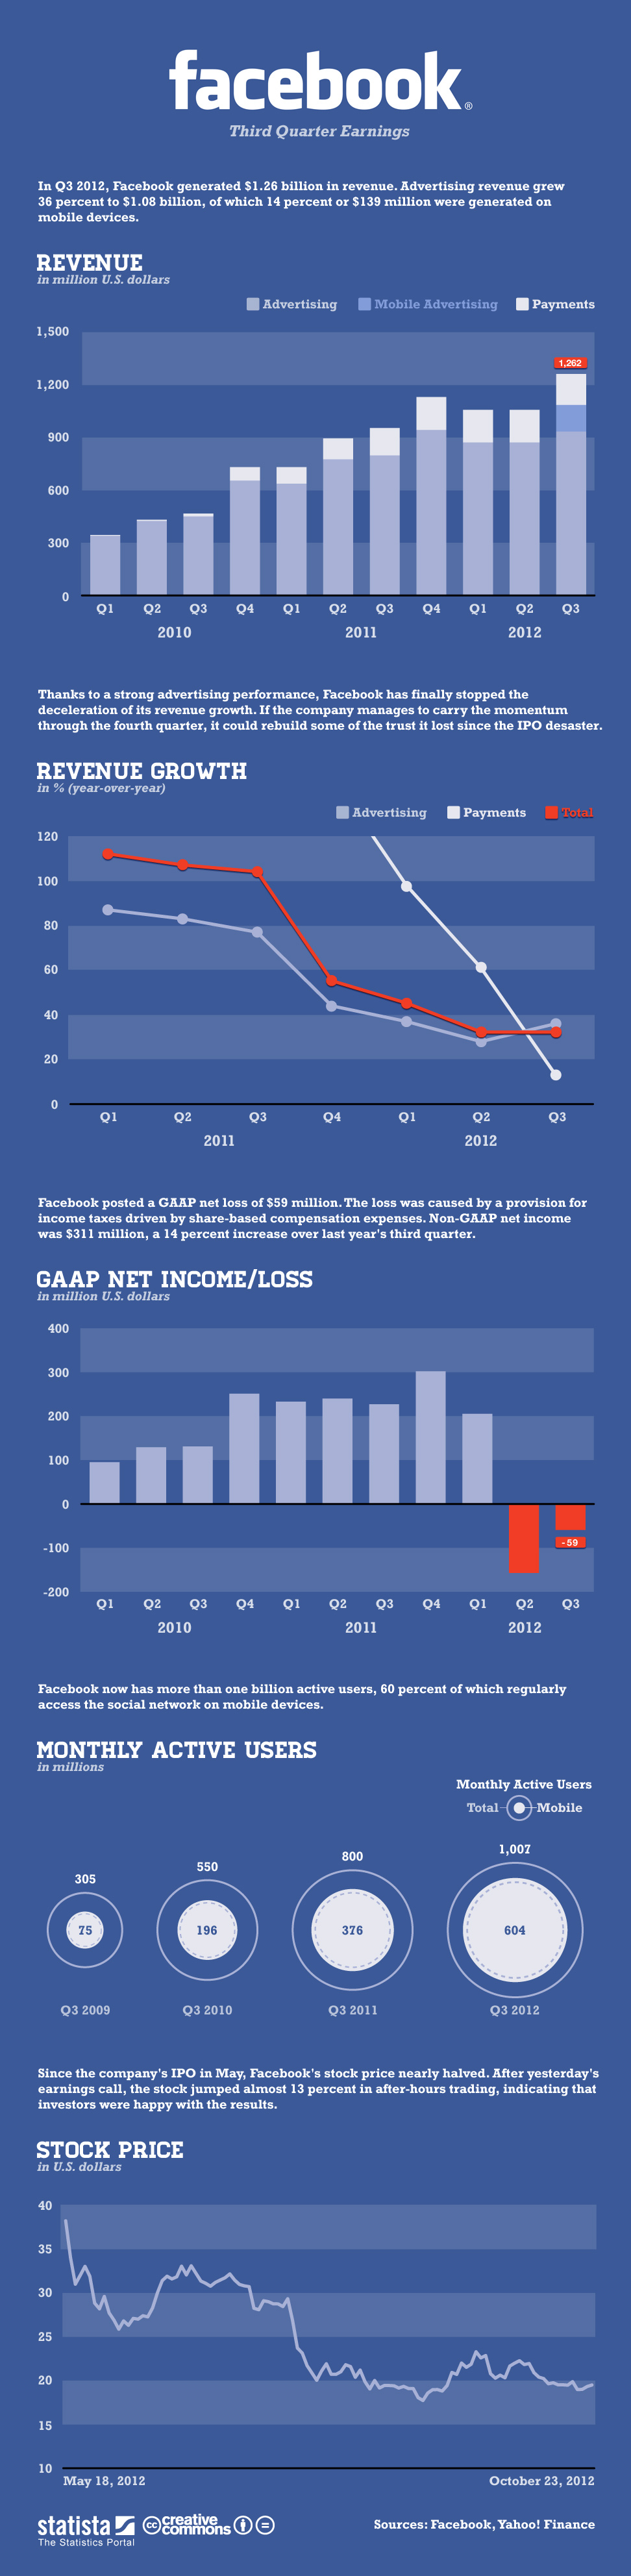 facebook®
Third Quarter Earnings
In Q3 2012, Facebook generated $1.26 billion in revenue. Advertising revenue grew
36 percent to $1.08 billion, of which 14 percent or $139 million were generated on
mobile devices.
REVENUE
in million U.S. dollars
Advertising Mobile Advertising Payments
1,500
1,200
900
600
300
0
1,262
Q1 Q2 Q3 Q4 Q1 Q2 Q3 Q4 Q1 Q2 Q3
2010 2011 2012
Thanks to a strong advertising performance, Facebook has finally stopped the
deceleration of its revenue growth. If the company manages to carry the momentum
through the fourth quarter, it could rebuild some of the trust it lost since the IPO desaster.
REVENUE GROWTH
in % (year-over-year)
Advertising Payments Total
120
100
80
60
40
20
0
Q1 Q2 Q3 Q4 Q1 Q2 Q3
2011 2012
Facebook posted a GAAP net loss of $59 million. The loss was caused by a provision for
income taxes driven by share-based compensation expenses. Non-GAAP net income
was $311 million, a 14 percent increase over last year's third quarter.
GAAP NET INCOME/LOSS
in million U.S. dollars
400
300
200
100
0
-100
-200
-59
Q1 Q2 Q3 Q4 Q1 Q2 Q3 Q4 Q1 Q2 Q3
2010 2011 2012
Facebook now has more than one billion active users, 60 percent of which regularly
access the social network on mobile devices.
MONTHLY ACTIVE USERS
in millions
Monthly Active Users
Total Mobile
305 550 800 1,007
75 196 376 604
Q3 2009 Q3 2010 Q3 2011 Q3 2012
Since the company's IPO in May, Facebook's stock price nearly halved. After yesterday's
earnings call, the stock jumped almost 13 percent in after-hours trading, indicating that
investors were happy with the results.
STOCK PRICE
in U.S. dollars
40
35
30
25
20
15
10
May 18, 2012 October 23, 2012
statista
The Statistics Portal
cc creative commons
Sources: Facebook, Yahoo! Finance